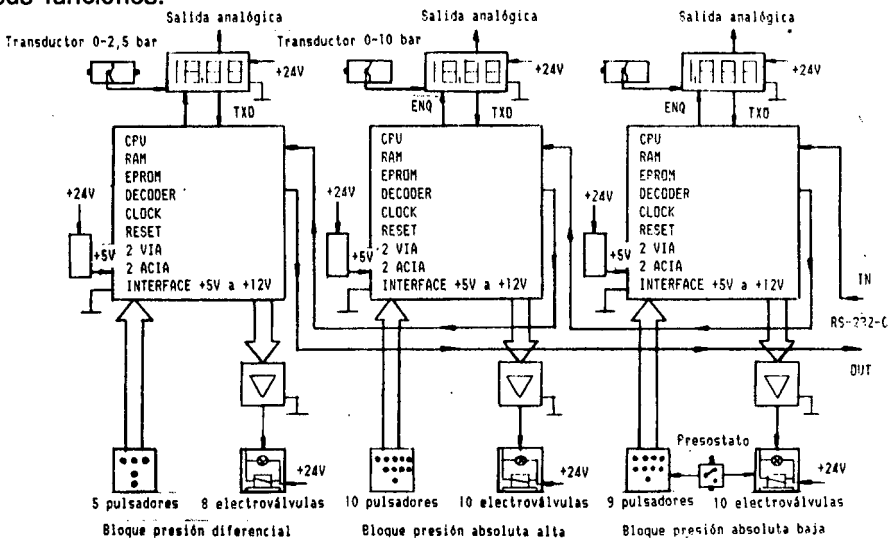 sus funciones.
Salida analógica Salida analógica Salida analógica
Transductor 0-2,5 bar Transductor 0-10 bar
+24V +24V +24V
TXD ENQ TXD ENQ TXD
CPU
RAM
EPROM
DECODER
CLOCK
RESET
2 VIA
2 ACIA
INTERFACE +5V a +12V
+24V
+5V
CPU
RAM
EPROM
DECODER
CLOCK
RESET
2 VIA
2 ACIA
INTERFACE +5V a +12V
+24V
+5V
CPU
RAM
EPROM
DECODER
CLOCK
RESET
2 VIA
2 ACIA
INTERFACE +5V a +12V
+24V
+5V
IN
RS-232-C
OUT
Presostato
+24V +24V +24V
5 pulsadores 8 electroválvulas 10 pulsadores 10 electroválvulas 9 pulsadores 10 electroválvulas
Bloque presión diferencial Bloque presión absoluta alta Bloque presión absoluta baja